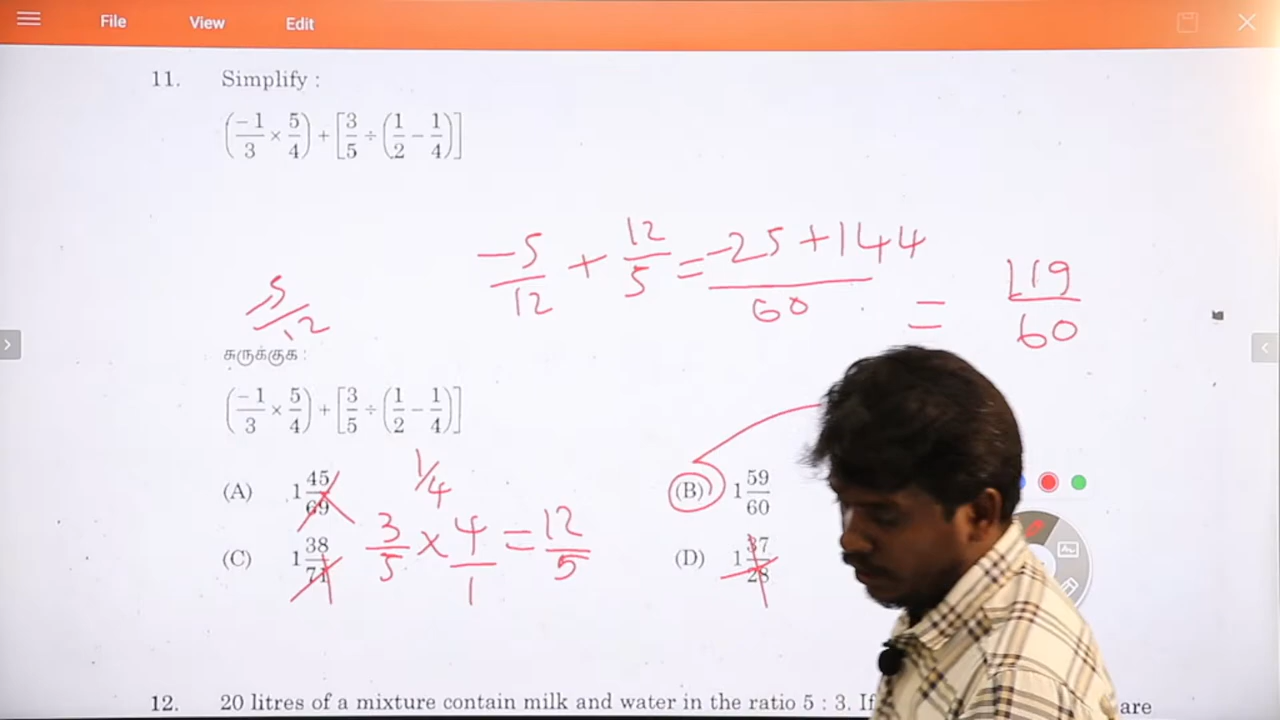 File View Edit
11. Simplify :
(-1/3 × 5/4) + [3/5 ÷ (1/2 − 1/4)]
-5/12 + 12/5 = -25+144/60 = 119/60
5/12
சுருக்குக :
(-1/3 × 5/4) + [3/5 ÷ (1/2 − 1/4)]
1/4
(A) 1 45/69 (B) 1 59/60
3/5 × 4/1 = 12/5
(C) 1 38/71 (D) 1 37/28
12. 20 litres of a mixture contain milk and water in the ratio 5 : 3. If are